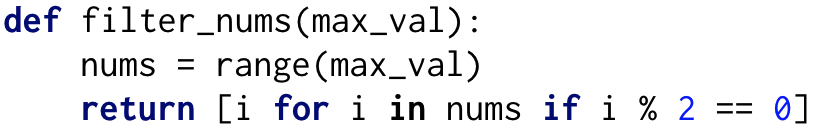 def filter_nums(max_val):
    nums = range(max_val)
    return [i for i in nums if i % 2 == 0]